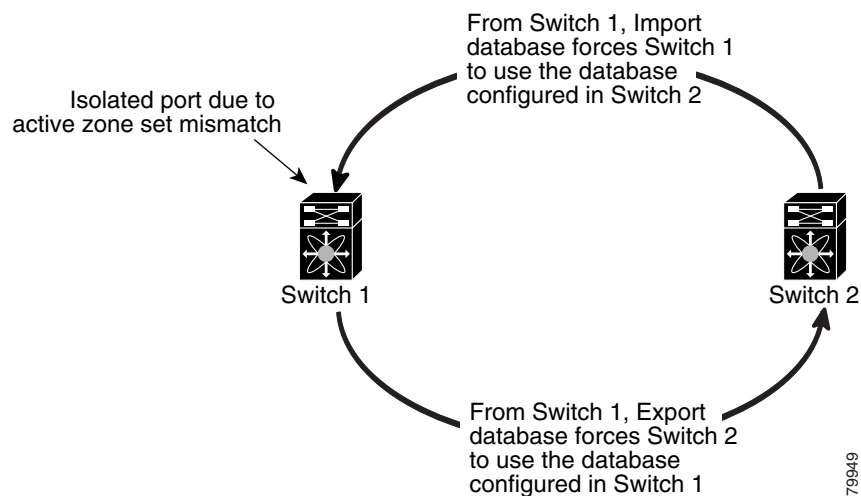 From Switch 1, Import
database forces Switch 1
to use the database
configured in Switch 2
Isolated port due to
active zone set mismatch
Switch 1
Switch 2
From Switch 1, Export
database forces Switch 2
to use the database
configured in Switch 1
79949